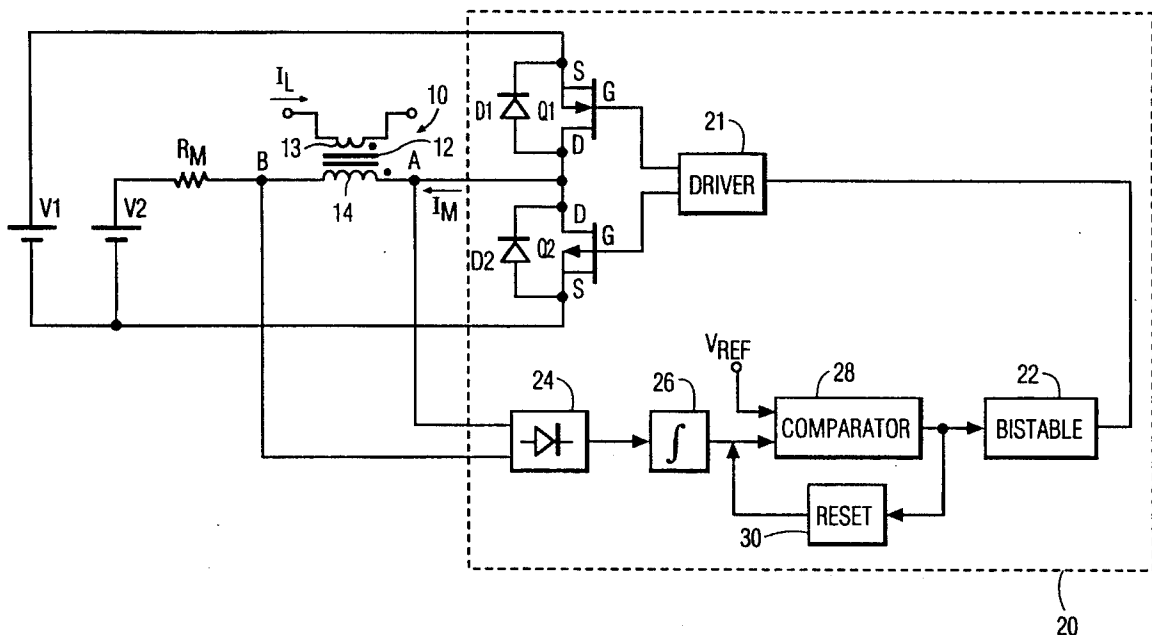 S
I_L
10
G
D1
Q1
21
13
12
R_M
B
A
D
DRIVER
V1
V2
14
I_M
D
G
Q2
D2
S
V_REF
24
26
28
22
∫
COMPARATOR
BISTABLE
RESET
30
20